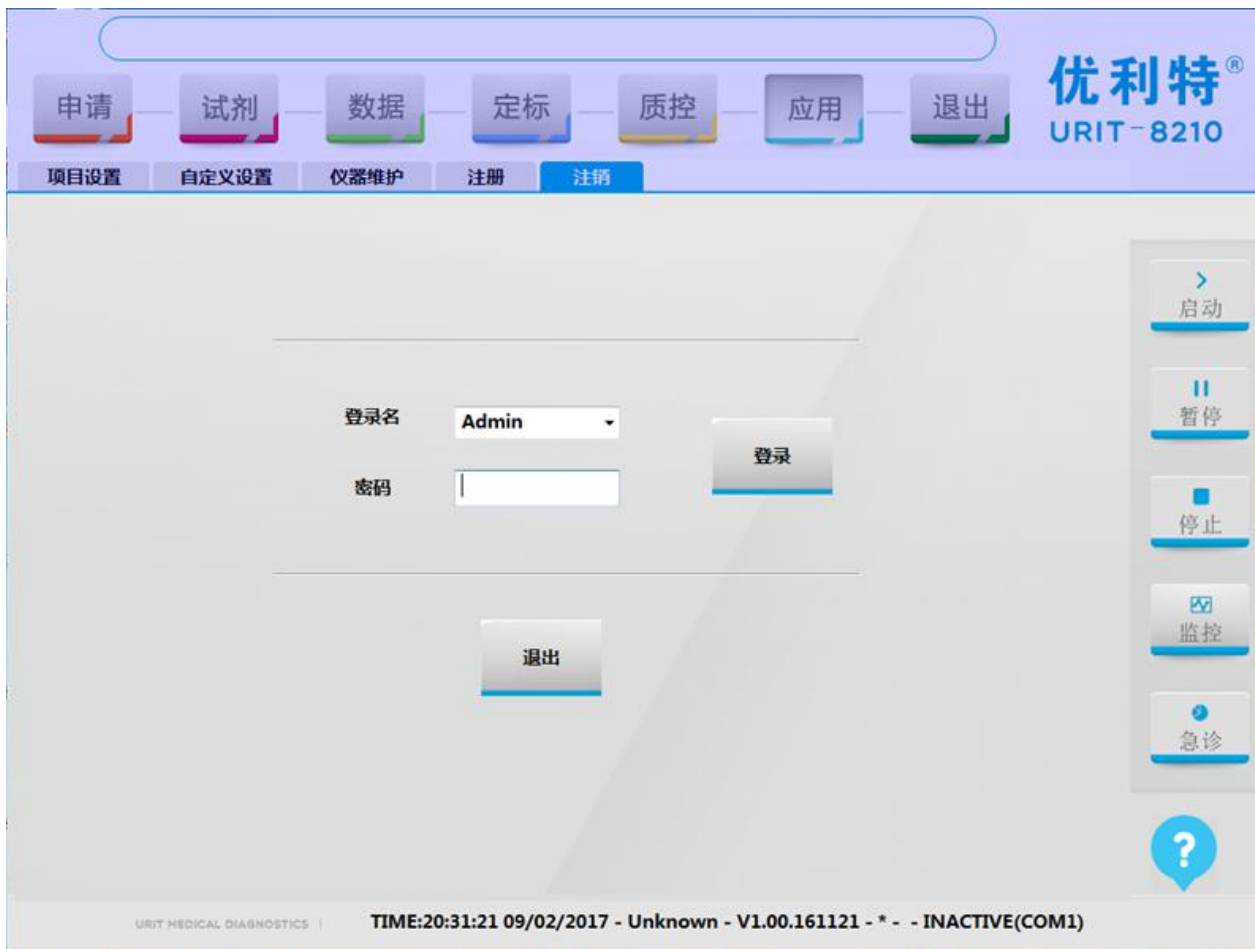 申请 试剂 数据 定标 质控 应用 退出
优利特®
URIT-8210
项目设置 自定义设置 仪器维护 注册 注销
启动
登录名 Admin
暂停
登录
密码
停止
监控
退出
急诊
?
URIT MEDICAL DIAGNOSTICS | TIME:20:31:21 09/02/2017 - Unknown - V1.00.161121 - * - - INACTIVE(COM1)